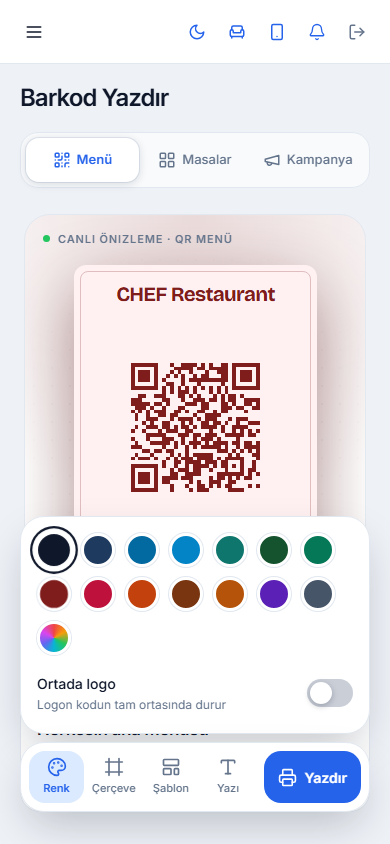 Barkod Yazdır
Menü
Masalar
Kampanya
CANLI ÖNİZLEME · QR MENÜ
CHEF Restaurant
Ortada logo
Logon kodun tam ortasında durur
Renk
Çerçeve
Şablon
Yazı
Yazdır